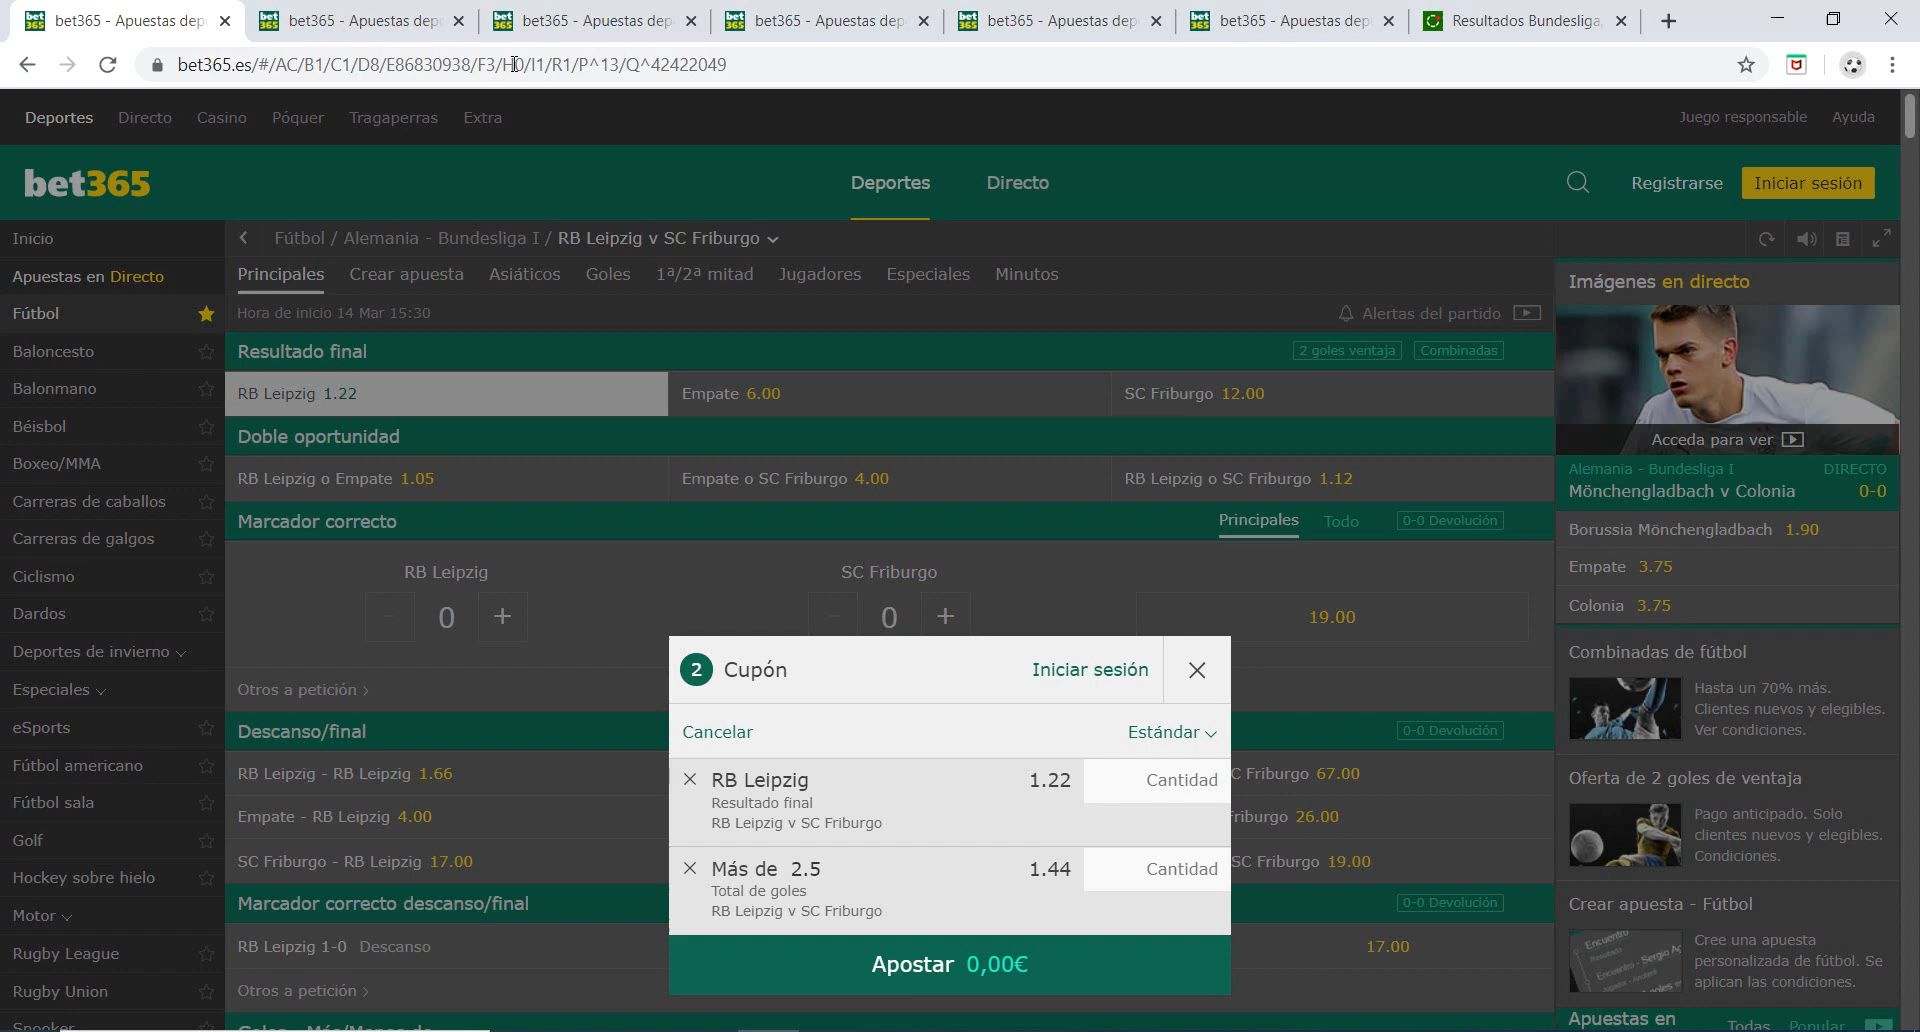 bet365 - Apuestas dep
bet365 - Apuestas dep
bet365 - Apuestas dep
bet365 - Apuestas dep
bet365 - Apuestas dep
bet365 - Apuestas dep
Resultados Bundesliga,
bet365.es/#/AC/B1/C1/D8/E86830938/F3/H0/I1/R1/P^13/Q^42422049
Deportes Directo Casino Póquer Tragaperras Extra
Juego responsable Ayuda
bet365
Deportes Directo
Registrarse Iniciar sesión
Inicio
Apuestas en Directo
Fútbol
Baloncesto
Balonmano
Béisbol
Boxeo/MMA
Carreras de caballos
Carreras de galgos
Ciclismo
Dardos
Deportes de invierno
Especiales
eSports
Fútbol americano
Fútbol sala
Golf
Hockey sobre hielo
Motor
Rugby League
Rugby Union
Snooker
Fútbol / Alemania - Bundesliga I / RB Leipzig v SC Friburgo
Principales Crear apuesta Asiáticos Goles 1ª/2ª mitad Jugadores Especiales Minutos
Hora de inicio 14 Mar 15:30
Alertas del partido
Resultado final
2 goles ventaja Combinadas
RB Leipzig 1.22 Empate 6.00 SC Friburgo 12.00
Doble oportunidad
RB Leipzig o Empate 1.05 Empate o SC Friburgo 4.00 RB Leipzig o SC Friburgo 1.12
Marcador correcto
Principales Todo 0-0 Devolución
RB Leipzig SC Friburgo
- 0 + - 0 + 19.00
Otros a petición >
Descanso/final
0-0 Devolución
RB Leipzig - RB Leipzig 1.66
C Friburgo 67.00
Empate - RB Leipzig 4.00
riburgo 26.00
SC Friburgo - RB Leipzig 17.00
SC Friburgo 19.00
Marcador correcto descanso/final
0-0 Devolución
RB Leipzig 1-0 Descanso
17.00
Otros a petición >
Goles - Más/Menos de
2 Cupón Iniciar sesión
Cancelar Estándar
RB Leipzig 1.22 Cantidad
Resultado final
RB Leipzig v SC Friburgo
Más de 2.5 1.44 Cantidad
Total de goles
RB Leipzig v SC Friburgo
Apostar 0,00€
Imágenes en directo
Acceda para ver
Alemania - Bundesliga I DIRECTO
Mönchengladbach v Colonia 0-0
Borussia Mönchengladbach 1.90
Empate 3.75
Colonia 3.75
Combinadas de fútbol
Hasta un 70% más.
Clientes nuevos y elegibles.
Ver condiciones.
Oferta de 2 goles de ventaja
Pago anticipado. Solo
clientes nuevos y elegibles.
Condiciones.
Crear apuesta - Fútbol
Cree una apuesta
personalizada de fútbol. Se
aplican las condiciones.
Apuestas en
Todas Popular